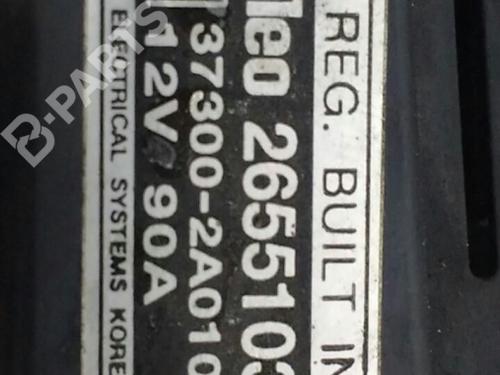 REG. BUILT IN
leo 2655103
37300-2A010
12V 90A
ELECTRICAL SYSTEMS KORE
B-PARTS